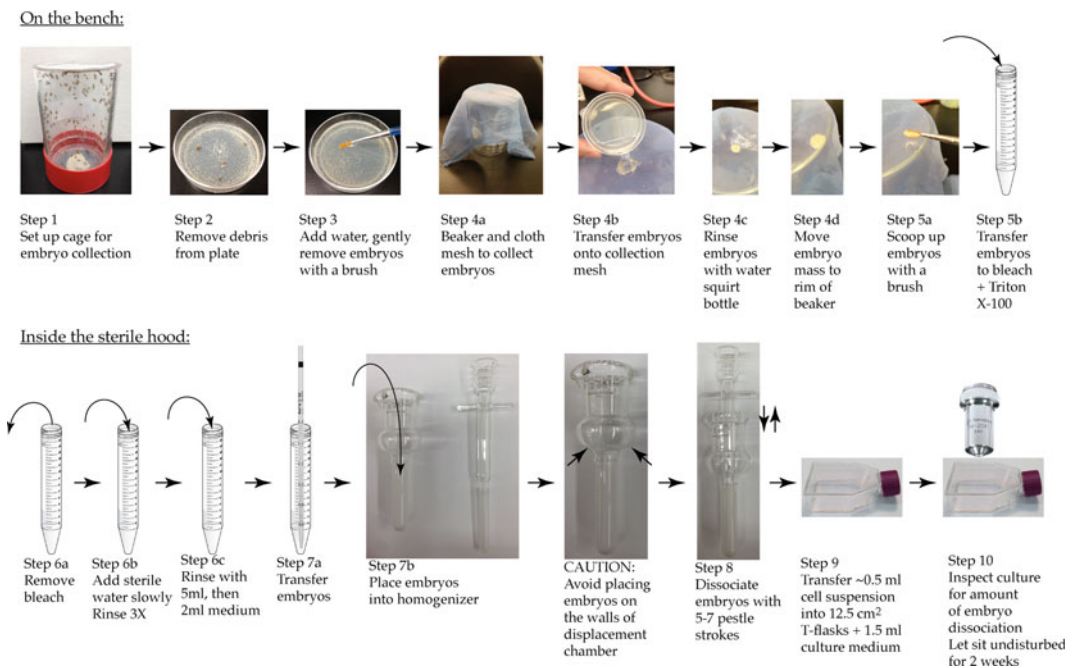 On the bench:
Step 1
Set up cage for
embryo collection
Step 2
Remove debris
from plate
Step 3
Add water, gently
remove embryos
with a brush
Step 4a
Beaker and cloth
mesh to collect
embryos
Step 4b
Transfer embryos
onto collection
mesh
Step 4c
Rinse
embryos
with water
squirt
bottle
Step 4d
Move
embryo
mass to
rim of
beaker
Step 5a
Scoop up
embryos
with a
brush
Step 5b
Transfer
embryos
to bleach
+ Triton
X-100
Inside the sterile hood:
Step 6a
Remove
bleach
Step 6b
Add sterile
water slowly
Rinse 3X
Step 6c
Rinse with
5ml, then
2ml medium
Step 7a
Transfer
embryos
Step 7b
Place embryos
into homogenizer
CAUTION:
Avoid placing
embryos on
the walls of
displacement
chamber
Step 8
Dissociate
embryos with
5-7 pestle
strokes
Step 9
Transfer ~0.5 ml
cell suspension
into 12.5 cm²
T-flasks + 1.5 ml
culture medium
Step 10
Inspect culture
for amount
of embryo
dissociation
Let sit undisturbed
for 2 weeks